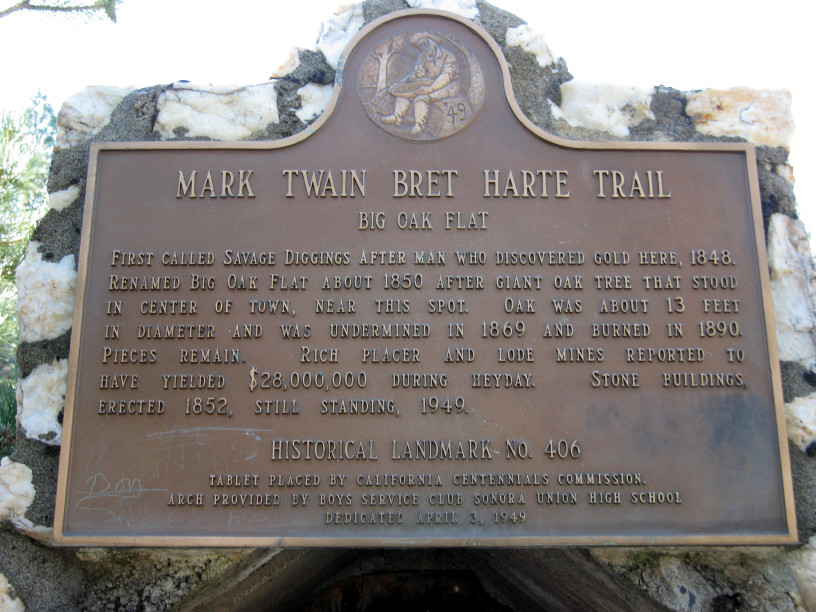 '49
MARK TWAIN BRET HARTE TRAIL
BIG OAK FLAT
FIRST CALLED SAVAGE DIGGINGS AFTER MAN WHO DISCOVERED GOLD HERE, 1848.
RENAMED BIG OAK FLAT ABOUT 1850 AFTER GIANT OAK TREE THAT STOOD
IN CENTER OF TOWN, NEAR THIS SPOT. OAK WAS ABOUT 13 FEET
IN DIAMETER AND WAS UNDERMINED IN 1869 AND BURNED IN 1890.
PIECES REMAIN. RICH PLACER AND LODE MINES REPORTED TO
HAVE YIELDED $28,000,000 DURING HEYDAY. STONE BUILDINGS,
ERECTED 1852, STILL STANDING, 1949.
HISTORICAL LANDMARK NO. 406
TABLET PLACED BY CALIFORNIA CENTENNIALS COMMISSION.
ARCH PROVIDED BY BOYS SERVICE CLUB SONORA UNION HIGH SCHOOL
DEDICATED APRIL 3, 1949
Don